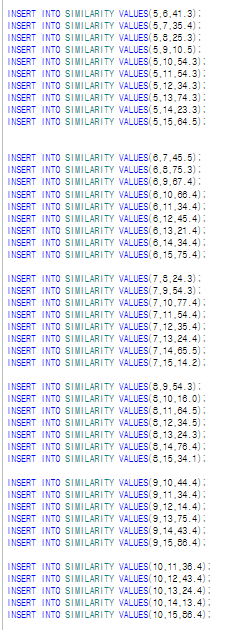 INSERT INTO SIMILARITY VALUES(5,6,41.3);
INSERT INTO SIMILARITY VALUES(5,7,35.4);
INSERT INTO SIMILARITY VALUES(5,8,25.3);
INSERT INTO SIMILARITY VALUES(5,9,10.5);
INSERT INTO SIMILARITY VALUES(5,10,54.3);
INSERT INTO SIMILARITY VALUES(5,11,54.3);
INSERT INTO SIMILARITY VALUES(5,12,34.3);
INSERT INTO SIMILARITY VALUES(5,13,74.3);
INSERT INTO SIMILARITY VALUES(5,14,23.3);
INSERT INTO SIMILARITY VALUES(5,15,64.5);
INSERT INTO SIMILARITY VALUES(6,7,45.5);
INSERT INTO SIMILARITY VALUES(6,8,75.3);
INSERT INTO SIMILARITY VALUES(6,9,67.4);
INSERT INTO SIMILARITY VALUES(6,10,66.4);
INSERT INTO SIMILARITY VALUES(6,11,34.4);
INSERT INTO SIMILARITY VALUES(6,12,45.4);
INSERT INTO SIMILARITY VALUES(6,13,21.4);
INSERT INTO SIMILARITY VALUES(6,14,34.4);
INSERT INTO SIMILARITY VALUES(6,15,75.4);
INSERT INTO SIMILARITY VALUES(7,8,24.3);
INSERT INTO SIMILARITY VALUES(7,9,54.3);
INSERT INTO SIMILARITY VALUES(7,10,77.4);
INSERT INTO SIMILARITY VALUES(7,11,54.4);
INSERT INTO SIMILARITY VALUES(7,12,35.4);
INSERT INTO SIMILARITY VALUES(7,13,24.4);
INSERT INTO SIMILARITY VALUES(7,14,65.5);
INSERT INTO SIMILARITY VALUES(7,15,14.2);
INSERT INTO SIMILARITY VALUES(8,9,54.3);
INSERT INTO SIMILARITY VALUES(8,10,16.0);
INSERT INTO SIMILARITY VALUES(8,11,64.5);
INSERT INTO SIMILARITY VALUES(8,12,34.5);
INSERT INTO SIMILARITY VALUES(8,13,24.3);
INSERT INTO SIMILARITY VALUES(8,14,76.4);
INSERT INTO SIMILARITY VALUES(8,15,34.1);
INSERT INTO SIMILARITY VALUES(9,10,44.4);
INSERT INTO SIMILARITY VALUES(9,11,34.4);
INSERT INTO SIMILARITY VALUES(9,12,14.4);
INSERT INTO SIMILARITY VALUES(9,13,75.4);
INSERT INTO SIMILARITY VALUES(9,14,43.4);
INSERT INTO SIMILARITY VALUES(9,15,86.4);
INSERT INTO SIMILARITY VALUES(10,11,36.4);
INSERT INTO SIMILARITY VALUES(10,12,43.4);
INSERT INTO SIMILARITY VALUES(10,13,24.4);
INSERT INTO SIMILARITY VALUES(10,14,13.4);
INSERT INTO SIMILARITY VALUES(10,15,86.4);